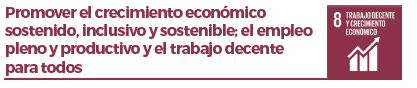 Promover el crecimiento económico
sostenido, inclusivo y sostenible; el empleo
pleno y productivo y el trabajo decente
para todos
8 TRABAJO DECENTE
Y CRECIMIENTO
ECONÓMICO